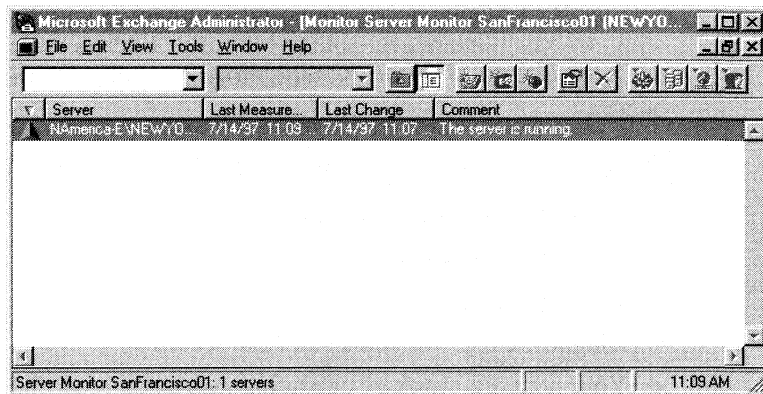 Microsoft Exchange Administrator - [Monitor Server Monitor SanFrancisco01 (NEWYO...
File Edit View Tools Window Help
Server Last Measure... Last Change Comment
NAmerica-E\NEWYO... 7/14/97 11:09 ... 7/14/97 11:07 ... The server is running.
Server Monitor SanFrancisco01: 1 servers 11:09 AM